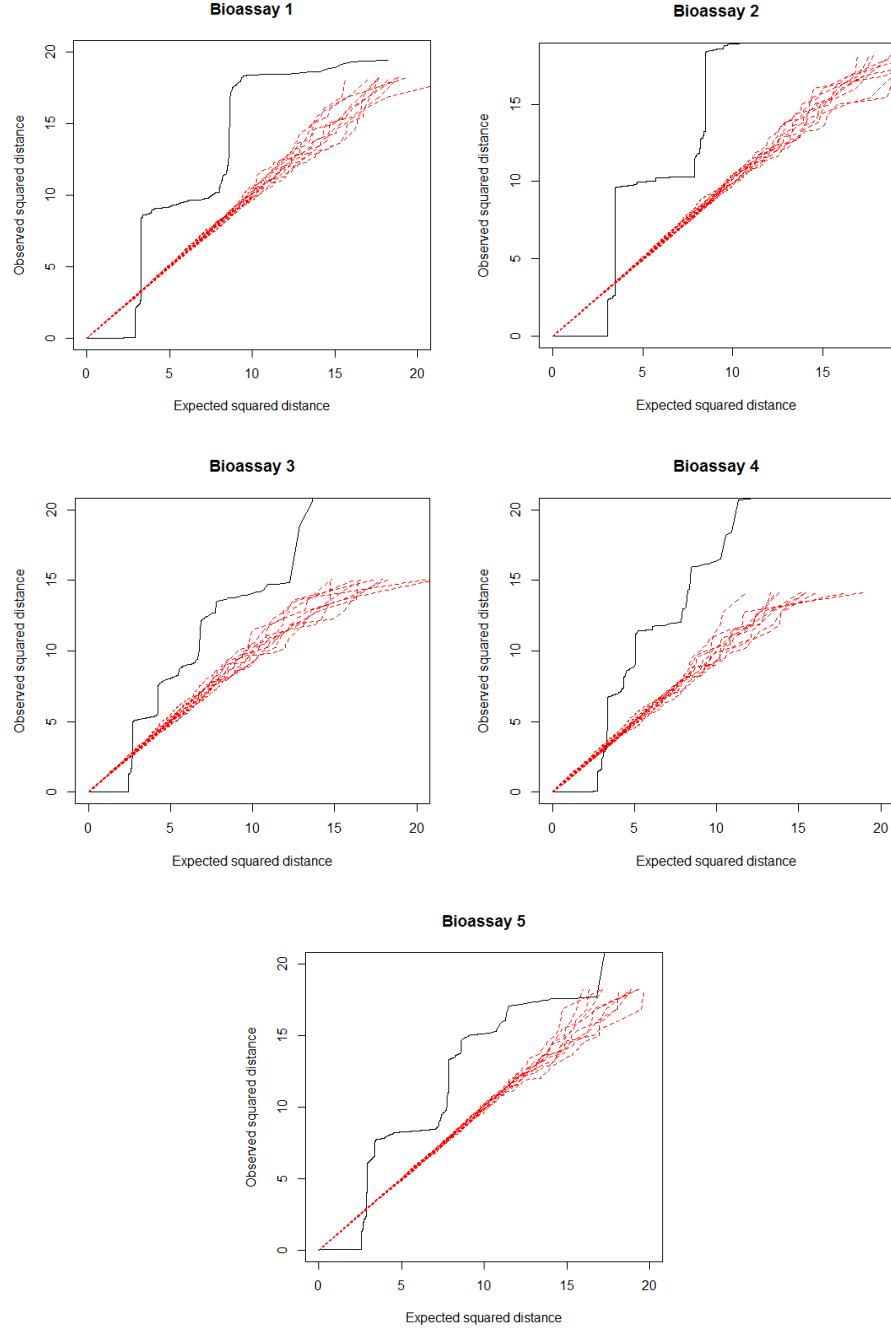 Bioassay 1
Observed squared distance
20
15
10
5
0
0 5 10 15 20
Expected squared distance
Bioassay 2
Observed squared distance
15
10
5
0
0 5 10 15
Expected squared distance
Bioassay 3
Observed squared distance
20
15
10
5
0
0 5 10 15 20
Expected squared distance
Bioassay 4
Observed squared distance
20
15
10
5
0
0 5 10 15 20
Expected squared distance
Bioassay 5
Observed squared distance
20
15
10
5
0
0 5 10 15 20
Expected squared distance